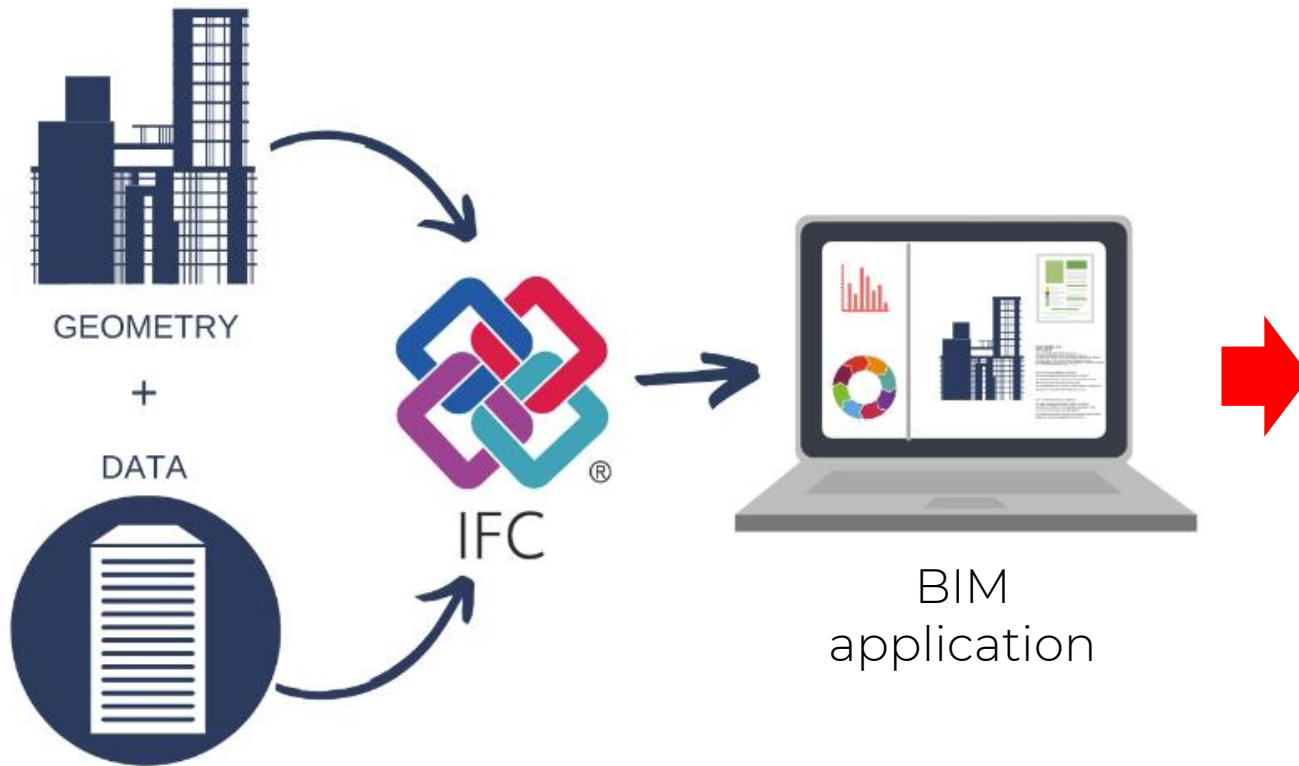 GEOMETRY
+
DATA
®
IFC
BIM
application